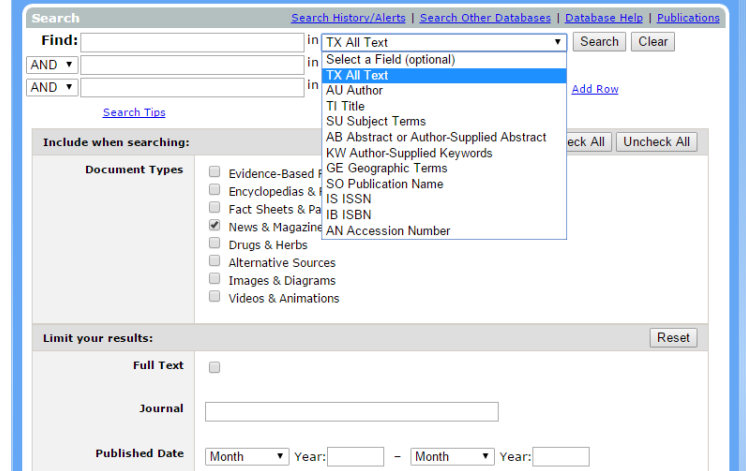 Search Search History/Alerts | Search Other Databases | Database Help | Publications
Find: in TX All Text Search Clear
AND in Select a Field (optional)
TX All Text
AND in AU Author Add Row
TI Title
Search Tips
SU Subject Terms
AB Abstract or Author-Supplied Abstract
Include when searching: eck All Uncheck All
KW Author-Supplied Keywords
GE Geographic Terms
SO Publication Name
IS ISSN
IB ISBN
AN Accession Number
Document Types
Evidence-Based
Encyclopedias &
Fact Sheets & Pa
News & Magazine
Drugs & Herbs
Alternative Sources
Images & Diagrams
Videos & Animations
Limit your results: Reset
Full Text
Journal
Published Date Month Year: – Month Year: